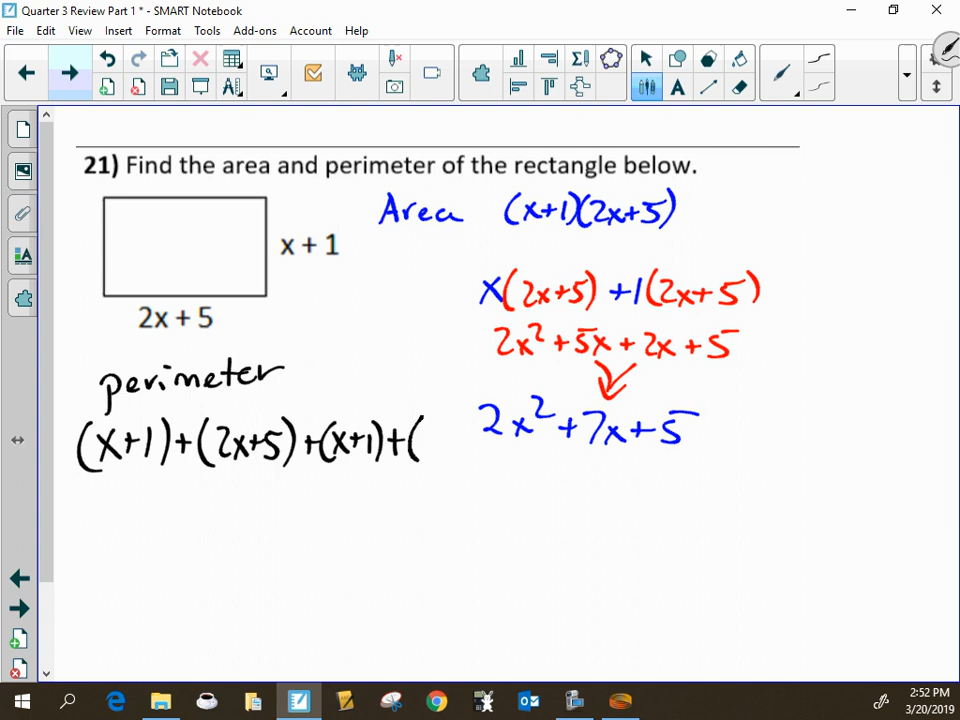 Quarter 3 Review Part 1 * - SMART Notebook
File Edit View Insert Format Tools Add-ons Account Help
21) Find the area and perimeter of the rectangle below.
Area (x+1)(2x+5)
x + 1
x(2x+5) +1(2x+5)
2x + 5
2x² + 5x + 2x + 5
perimeter
2x² + 7x + 5
(x+1)+(2x+5)+(x+1)+(
2:52 PM
3/20/2019